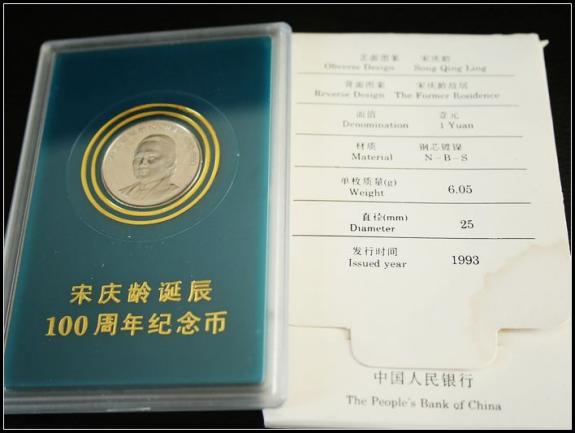 宋庆龄诞辰
100周年纪念币
正面图案 宋庆龄
Obverse Design Song Qing Ling
背面图案 宋庆龄故居
Reverse Design The Former Residence
面值 壹元
Denomination 1 Yuan
材质 钢芯镀镍
Material N-B-S
单枚质量(g)
Weight 6.05
直径(mm)
Diameter 25
发行时间
Issued year 1993
中国人民银行
The People's Bank of China